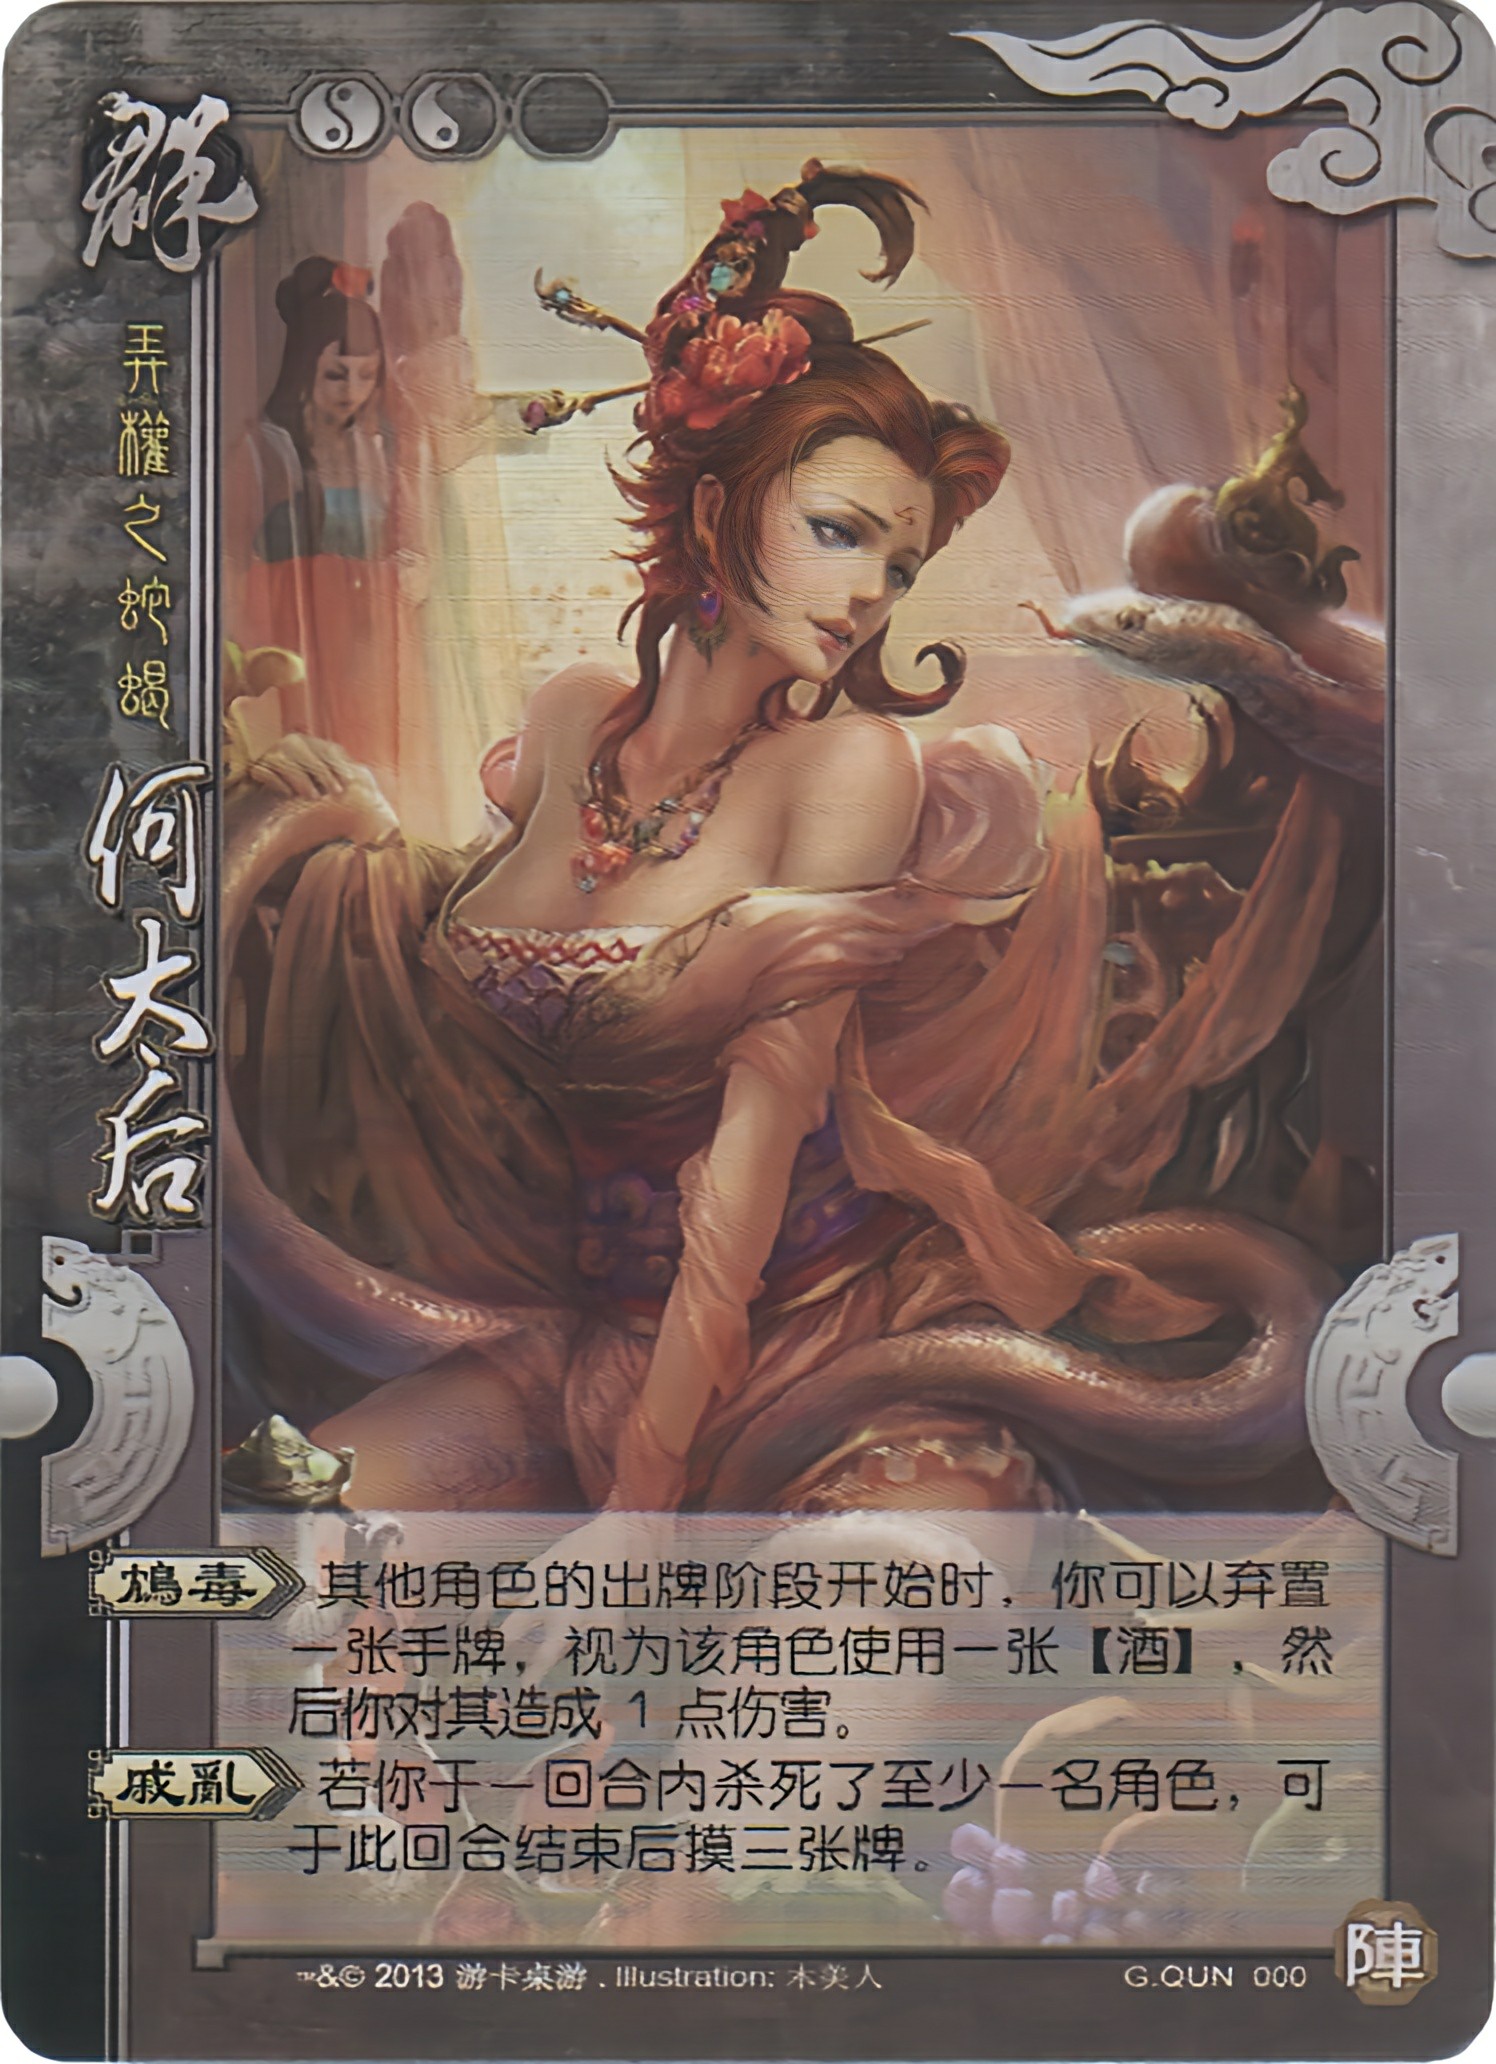 群
弄權之蛇蝎
何太后
鴆毒 其他角色的出牌阶段开始时，你可以弃置
一张手牌，视为该角色使用一张【酒】，然
后你对其造成 1 点伤害。
戚亂 若你于一回合内杀死了至少一名角色，可
于此回合结束后摸三张牌。
™&© 2013 游卡桌游 . Illustration: 木美人
G.QUN 000
陣